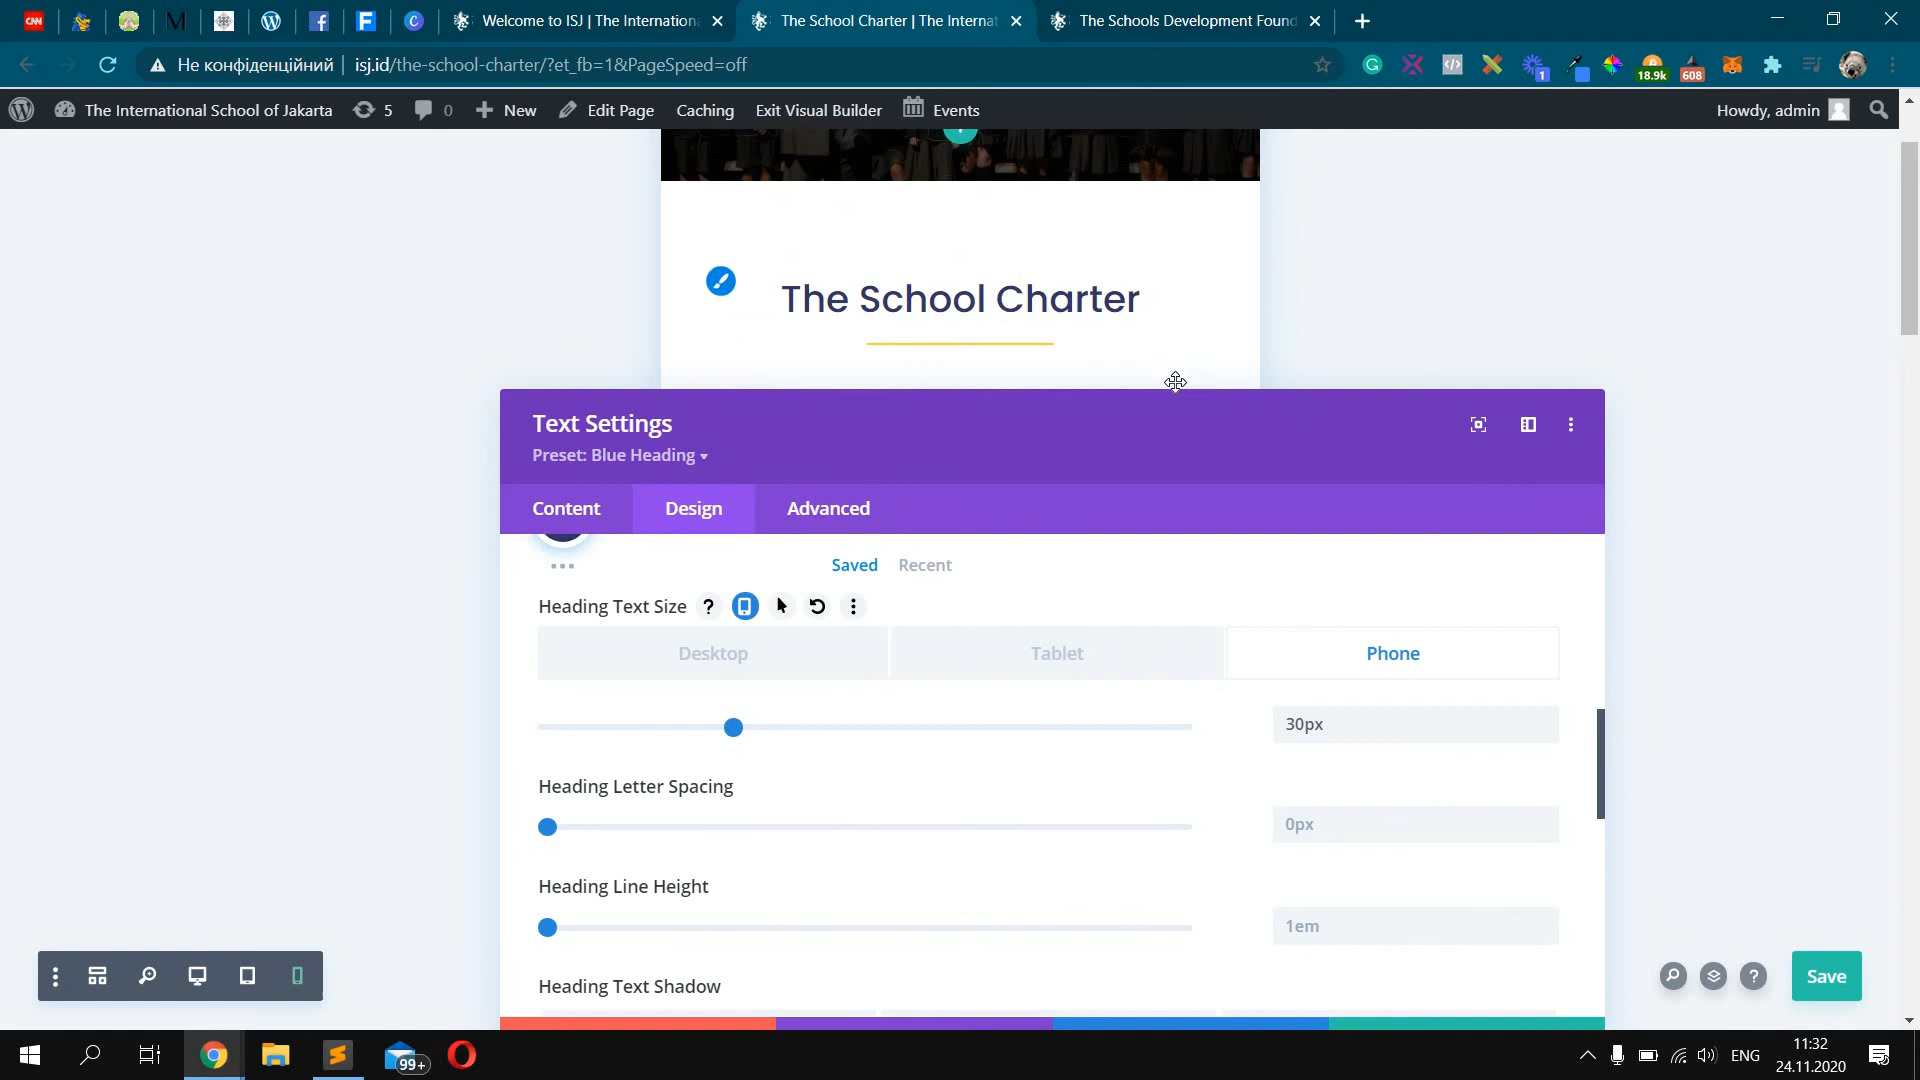 CNN
Welcome to ISJ | The Internation
The School Charter | The Internat
The Schools Development Found
Не конфіденційний
isj.id/the-school-charter/?et_fb=1&PageSpeed=off
1
18.9k
608
The International School of Jakarta
5
0
New
Edit Page
Caching
Exit Visual Builder
Events
Howdy, admin
The School Charter
Text Settings
Preset: Blue Heading
Content
Design
Advanced
Saved
Recent
Heading Text Size
?
Desktop
Tablet
Phone
30px
Heading Letter Spacing
0px
Heading Line Height
1em
Heading Text Shadow
?
Save
99+
ENG
11:32
24.11.2020